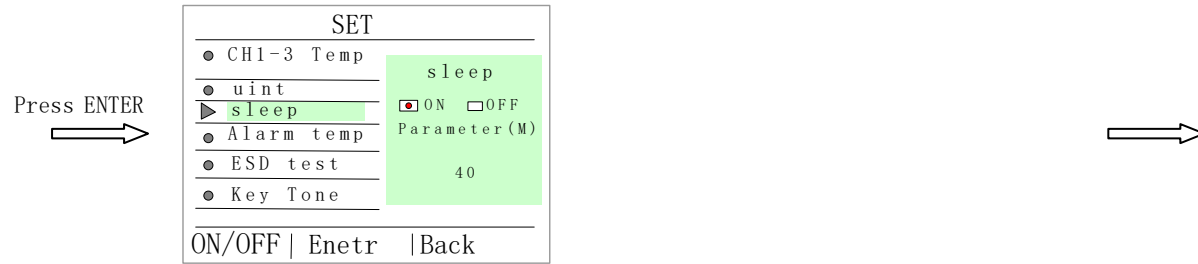 SET
CH1-3 Temp
uint
Press ENTER
sleep
Alarm temp
ESD test
Key Tone
sleep
ON OFF
Parameter(M)
40
ON/OFF| Enetr |Back